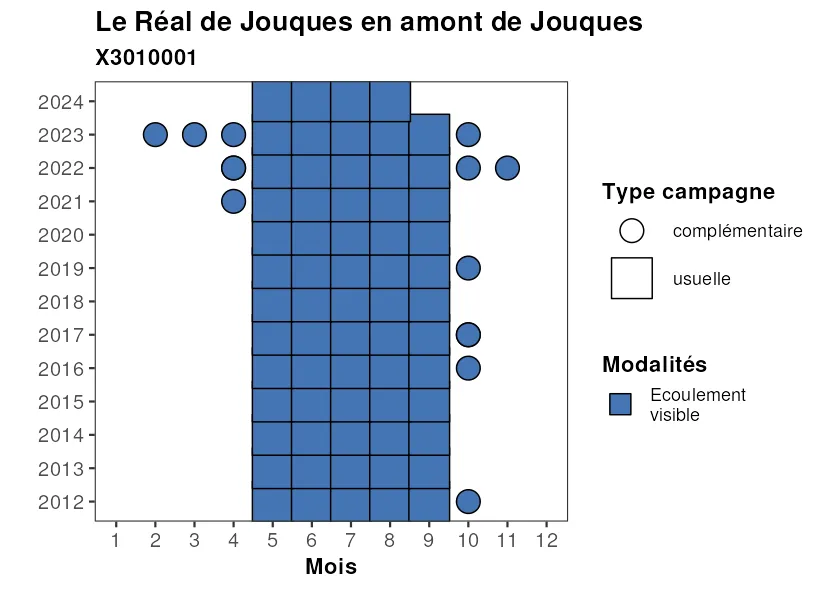 Le Réal de Jouques en amont de Jouques
X3010001
2024
2023
2022
2021
2020
2019
2018
2017
2016
2015
2014
2013
2012
1 2 3 4 5 6 7 8 9 10 11 12
Mois
Type campagne
complémentaire
usuelle
Modalités
Ecoulement
visible